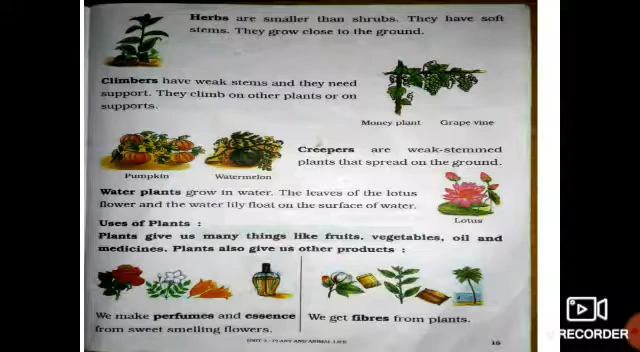 Herbs are smaller than shrubs. They have soft
stems. They grow close to the ground.
Climbers have weak stems and they need
support. They climb on other plants or on
supports.
Money plant Grape vine
Creepers are weak-stemmed
plants that spread on the ground.
Pumpkin Watermelon
Water plants grow in water. The leaves of the lotus
flower and the water lily float on the surface of water.
Lotus
Uses of Plants :
Plants give us many things like fruits, vegetables, oil and
medicines. Plants also give us other products :
We make perfumes and essence
from sweet smelling flowers.
We get fibres from plants.
UNIT 2 - PLANT AND ANIMAL LIFE
15
RECORDER